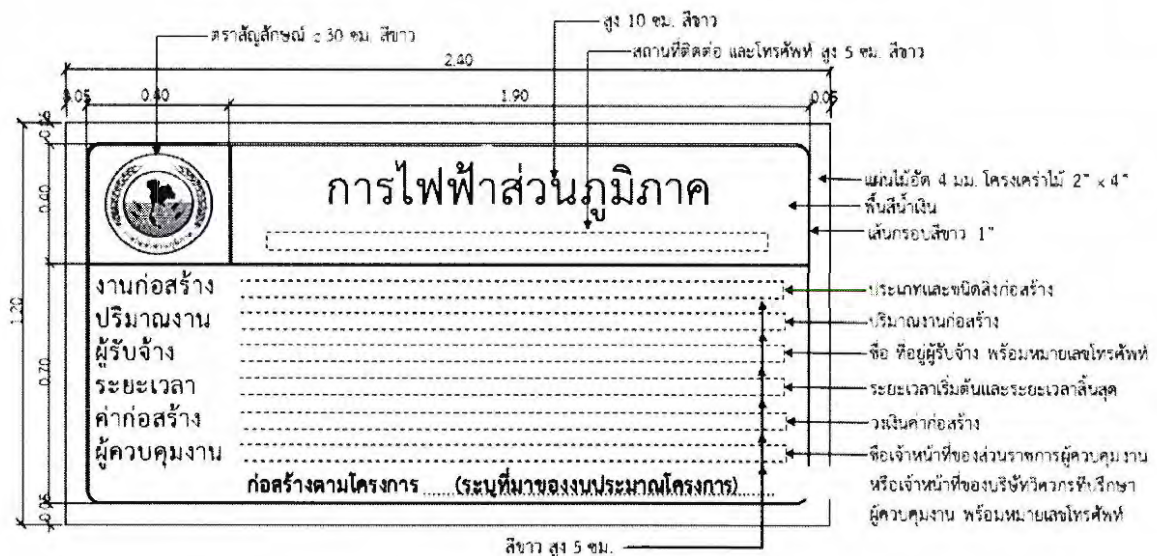 ตราสัญลักษณ์ 30 ซม. สีขาว
สูง 10 ซม. สีขาว
สถานที่ติดต่อ และโทรศัพท์ สูง 5 ซม. สีขาว
2.40
0.05 0.40 1.90 0.05
1.20
0.40
0.70
การไฟฟ้าส่วนภูมิภาค
แผ่นไม้อัด 4 มม. โครงเคร่าไม้ 2" x 4"
พื้นสีน้ำเงิน
เส้นกรอบสีขาว 1"
งานก่อสร้าง ประเภทและชนิดสิ่งก่อสร้าง
ปริมาณงาน ปริมาณงานก่อสร้าง
ผู้รับจ้าง ชื่อ ที่อยู่ผู้รับจ้าง พร้อมหมายเลขโทรศัพท์
ระยะเวลา ระยะเวลาเริ่มต้นและระยะเวลาสิ้นสุด
ค่าก่อสร้าง วงเงินค่าก่อสร้าง
ผู้ควบคุมงาน ชื่อเจ้าหน้าที่ของส่วนราชการผู้ควบคุมงาน
หรือเจ้าหน้าที่ของบริษัทวิศวกรที่ปรึกษา
ผู้ควบคุมงาน พร้อมหมายเลขโทรศัพท์
ก่อสร้างตามโครงการ ......(ระบุที่มาของงบประมาณโครงการ)......
สีขาว สูง 5 ซม.